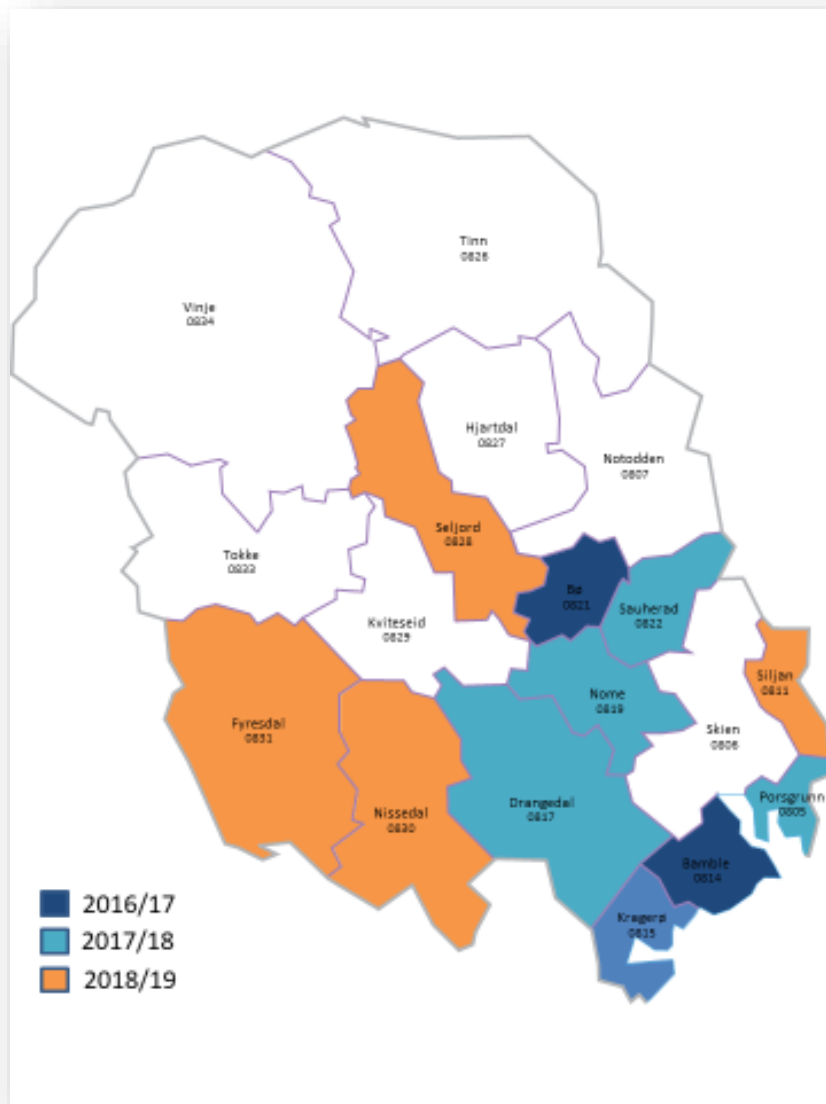 Tinn
0826
Vinje
0834
Hjartdal
0827
Notodden
0807
Seljord
0828
Tokke
0833
Bø
0821
Sauherad
0822
Kviteseid
0829
Siljan
0811
Nome
0819
Fyresdal
0831
Skien
0806
Nissedal
0830
Drangedal
0817
Porsgrunn
0805
Bamble
0814
Kragerø
0815
2016/17
2017/18
2018/19